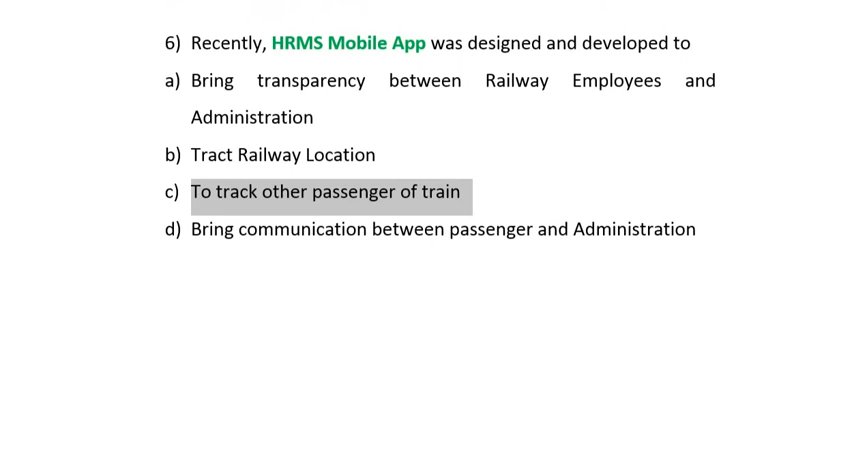 6) Recently, HRMS Mobile App was designed and developed to
a) Bring transparency between Railway Employees and
Administration
b) Tract Railway Location
c) To track other passenger of train
d) Bring communication between passenger and Administration